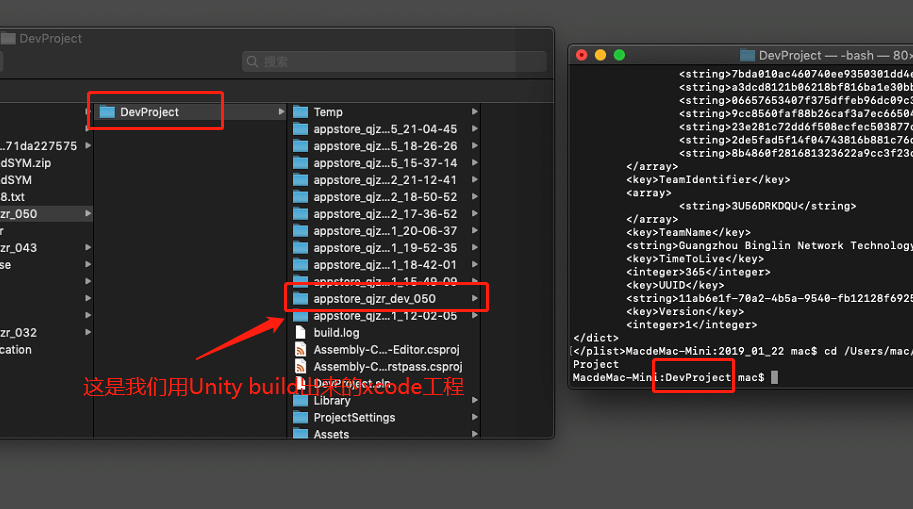 DevProject
搜索
...71da227575
dSYM.zip
dSYM
8.txt
zr_050
r
zr_043
se
zr_032
cation
DevProject
Temp
appstore_qjz...5_21-04-45
appstore_qjz...5_18-26-26
appstore_qjz...5_15-37-14
appstore_qjz...2_21-12-41
appstore_qjz...2_18-50-52
appstore_qjz...2_17-36-52
appstore_qjz...1_20-06-37
appstore_qjz...1_19-52-35
appstore_qjz...1_18-42-01
appstore_qjz...1_15-49-09
appstore_qjzr_dev_050
appstore_qjz...1_12-02-05
build.log
Assembly-C...-Editor.csproj
Assembly-C...rstpass.csproj
DevProject.sln
Library
ProjectSettings
Assets
这是我们用Unity build出来的xcode工程
DevProject — -bash — 80×
<string>7bda010ac460740ee9350301dd4e
<string>a3dcd8121b06218bf816ba1e30bb
<string>06657653407f375dffeb96dc09c3
<string>9cc8560faf88b26caf3a7ec66504
<string>23e281c72dd6f508ecfec503877c
<string>2de5fad5f14f04743816b881c76c
<string>8b4860f281681323622a9cc3f23c
</array>
<key>TeamIdentifier</key>
<array>
<string>3U56DRKDQU</string>
</array>
<key>TeamName</key>
<string>Guangzhou Binglin Network Technology
<key>TimeToLive</key>
<integer>365</integer>
<key>UUID</key>
<string>11ab6e1f-70a2-4b5a-9540-fb12128f6925
<key>Version</key>
<integer>1</integer>
</dict>
[</plist>MacdeMac-Mini:2019_01_22 mac$ cd /Users/mac/
Project
MacdeMac-Mini:DevProject mac$